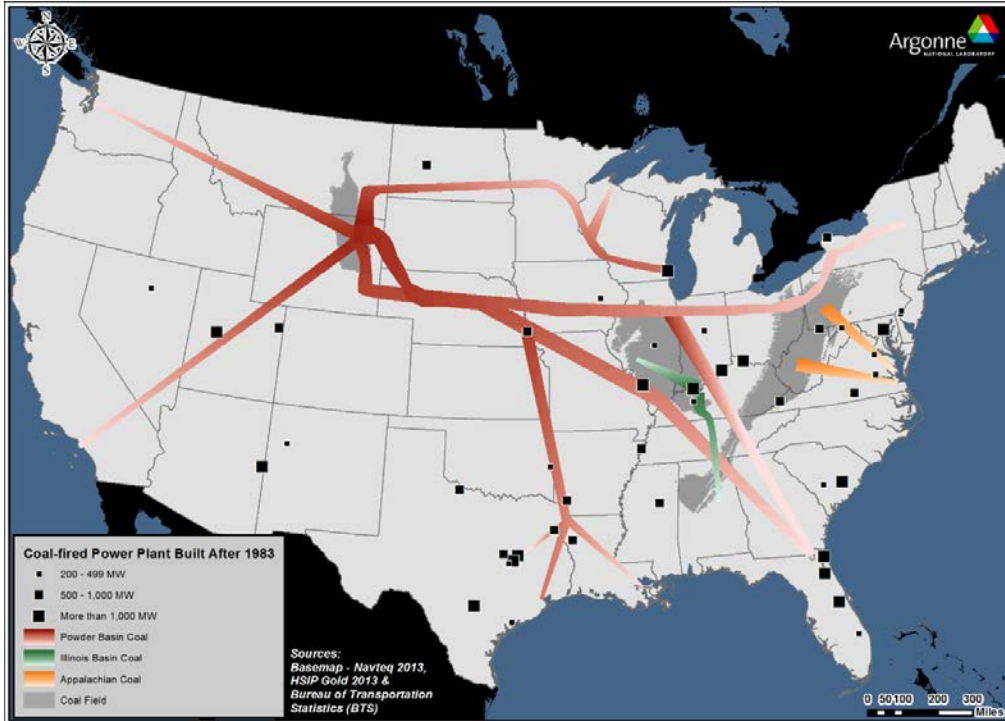 N
W
E
S
Argonne
NATIONAL LABORATORY
Coal-fired Power Plant Built After 1983
200 - 499 MW
500 - 1,000 MW
More than 1,000 MW
Powder Basin Coal
Illinois Basin Coal
Appalachian Coal
Coal Field
Sources:
Basemap - Navteq 2013,
HSIP Gold 2013 &
Bureau of Transportation
Statistics (BTS)
0 50 100 200 300
Miles